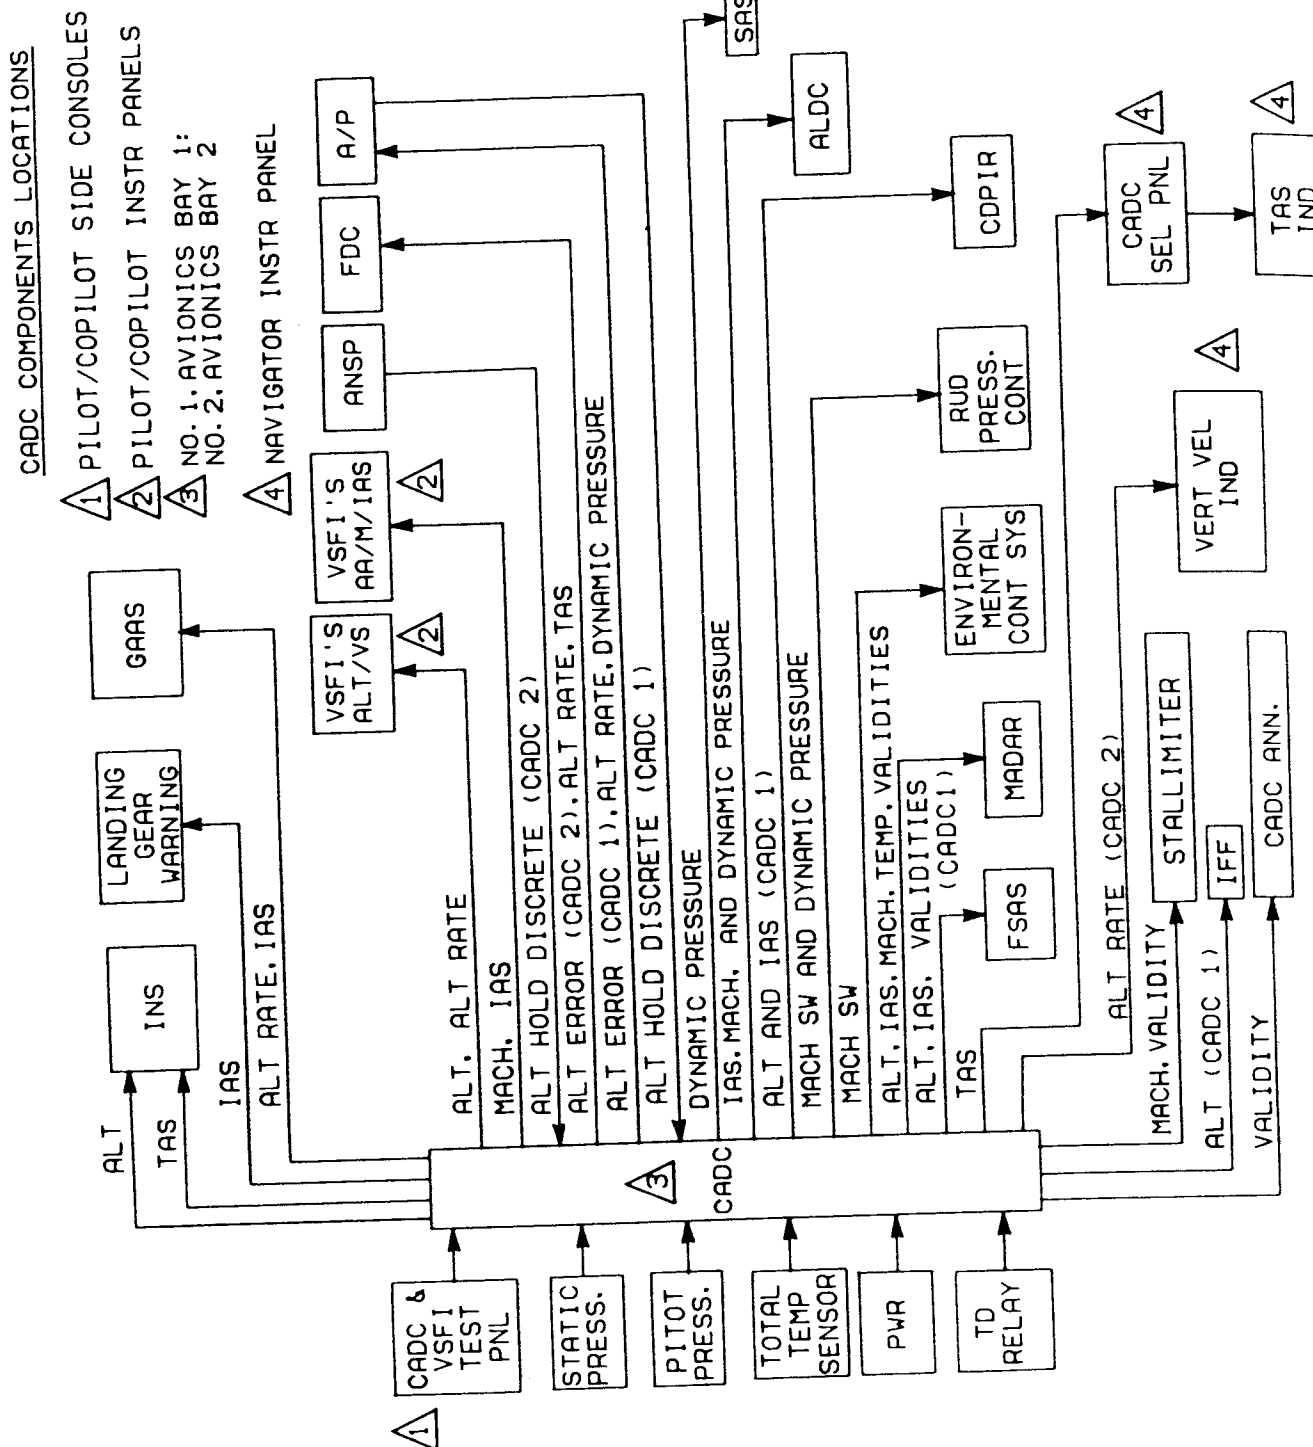 CADC COMPONENTS LOCATIONS
1 PILOT/COPILOT SIDE CONSOLES
2 PILOT/COPILOT INSTR PANELS
3 NO. 1. AVIONICS BAY 1:
NO. 2. AVIONICS BAY 2
4 NAVIGATOR INSTR PANEL
ALT
TAS
INS
IAS
LANDING
GEAR
WARNING
ALT RATE. IAS
GAAS
ALT. ALT RATE
VSFI'S
ALT/VS
2
MACH. IAS
VSFI'S
AA/M/IAS
2
ALT HOLD DISCRETE (CADC 2)
ANSP
ALT ERROR (CADC 2). ALT RATE. TAS
FDC
ALT ERROR (CADC 1). ALT RATE. DYNAMIC PRESSURE
A/P
ALT HOLD DISCRETE (CADC 1)
DYNAMIC PRESSURE
SAS
IAS. MACH. AND DYNAMIC PRESSURE
ALDC
ALT AND IAS (CADC 1)
CDPIR
MACH SW AND DYNAMIC PRESSURE
RUD
PRESS.
CONT
MACH SW
ENVIRON-
MENTAL
CONT SYS
ALT. IAS. MACH. TEMP. VALIDITIES
MADAR
ALT. IAS. VALIDITIES
(CADC1)
FSAS
TAS
CADC
SEL PNL
4
TAS
IND
4
ALT RATE (CADC 2)
VERT VEL
IND
4
MACH. VALIDITY
STALLIMITER
ALT (CADC 1)
IFF
VALIDITY
CADC ANN.
3
CADC
1
CADC &
VSFI
TEST
PNL
STATIC
PRESS.
PITOT
PRESS.
TOTAL
TEMP
SENSOR
PWR
TD
RELAY